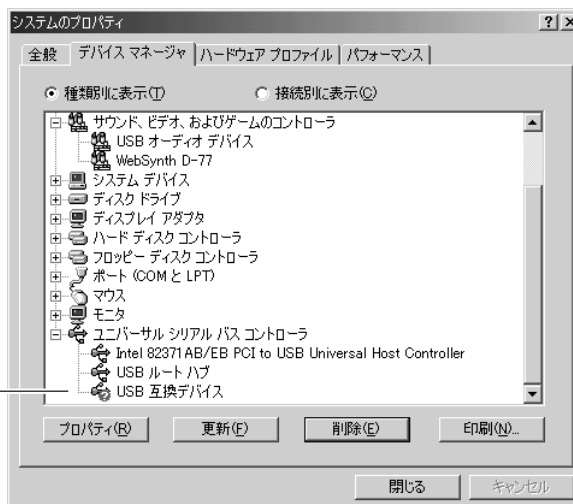 システムのプロパティ
全般 デバイス マネージャ ハードウェア プロファイル パフォーマンス
種類別に表示(T) 接続別に表示(C)
サウンド、ビデオ、およびゲームのコントローラ
USB オーディオ デバイス
WebSynth D-77
システム デバイス
ディスク ドライブ
ディスプレイ アダプタ
ハード ディスク コントローラ
フロッピー ディスク コントローラ
ポート (COM と LPT)
マウス
モニタ
ユニバーサル シリアル バス コントローラ
Intel 82371AB/EB PCI to USB Universal Host Controller
USB ルート ハブ
USB 互換デバイス
プロパティ(R) 更新(F) 削除(E) 印刷(N)...
閉じる キャンセル